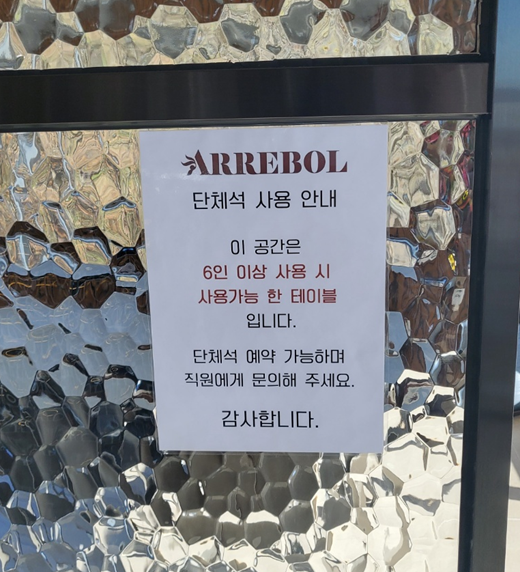 ARREBOL
단체석 사용 안내
이 공간은
6인 이상 사용 시
사용가능 한 테이블
입니다.
단체석 예약 가능하며
직원에게 문의해 주세요.
감사합니다.